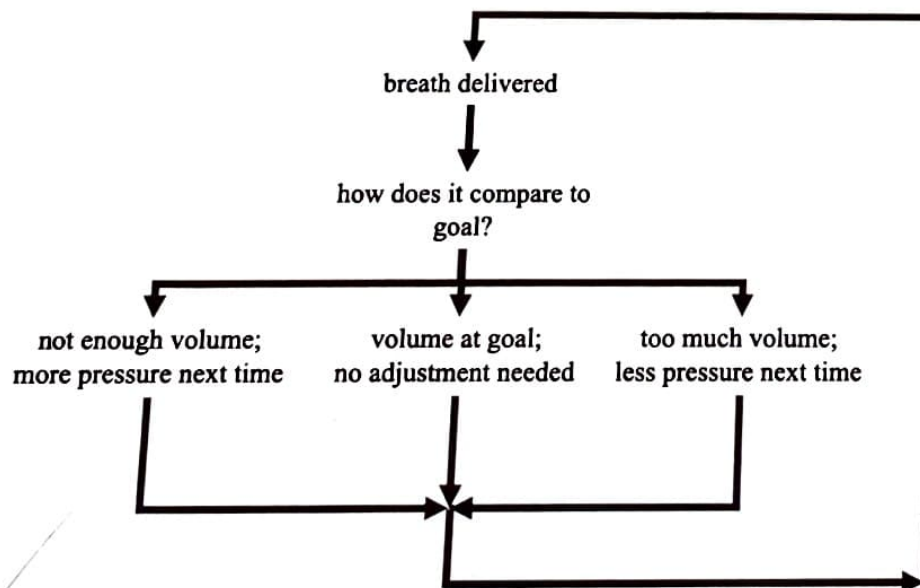 breath delivered
how does it compare to
goal?
not enough volume;
more pressure next time
volume at goal;
no adjustment needed
too much volume;
less pressure next time